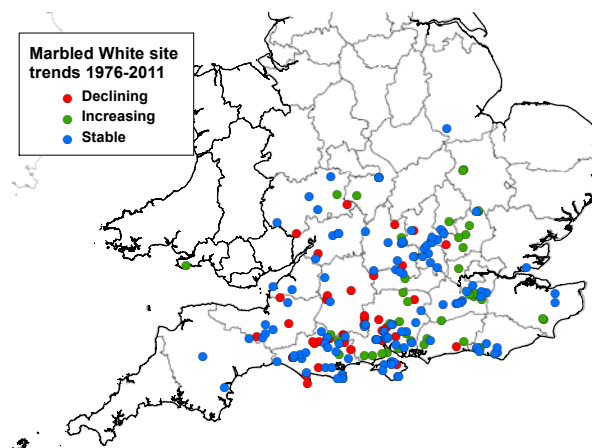 Marbled White site
trends 1976-2011
Declining
Increasing
Stable